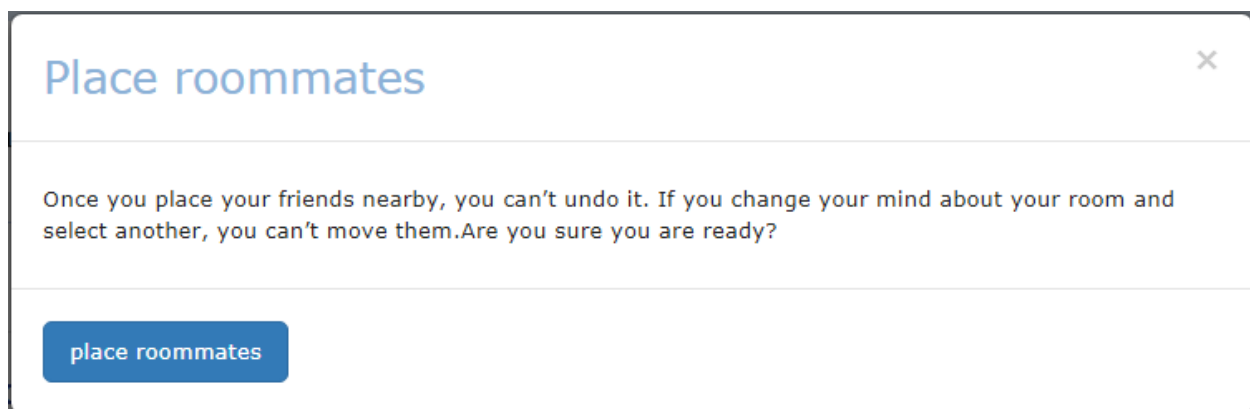 Place roommates
×
Once you place your friends nearby, you can’t undo it. If you change your mind about your room and
select another, you can’t move them.Are you sure you are ready?
place roommates